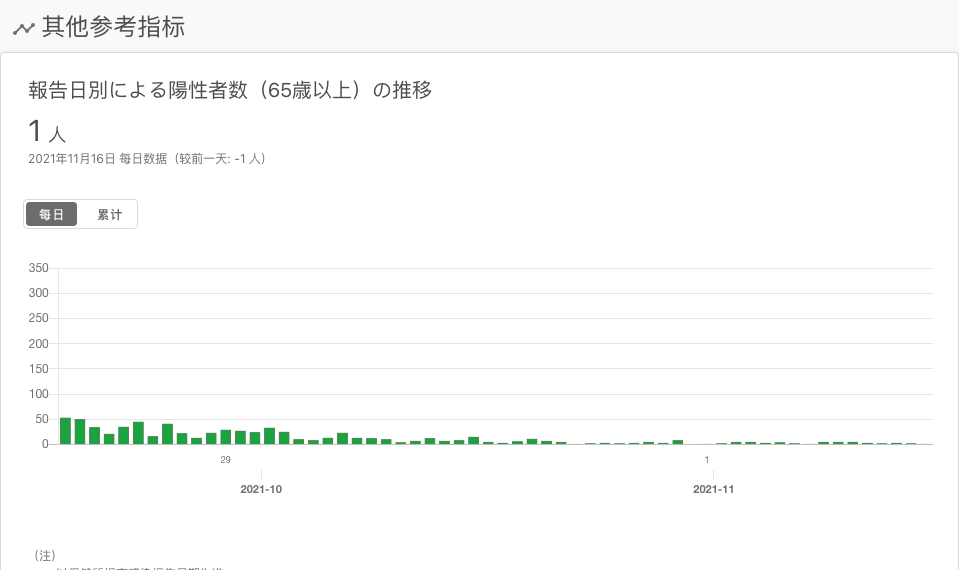 其他参考指标
報告日別による陽性者数（65歳以上）の推移
1 人
2021年11月16日 每日数据（较前一天: -1 人）
每日 累计
350
300
250
200
150
100
50
0
29 1
2021-10 2021-11
（注）